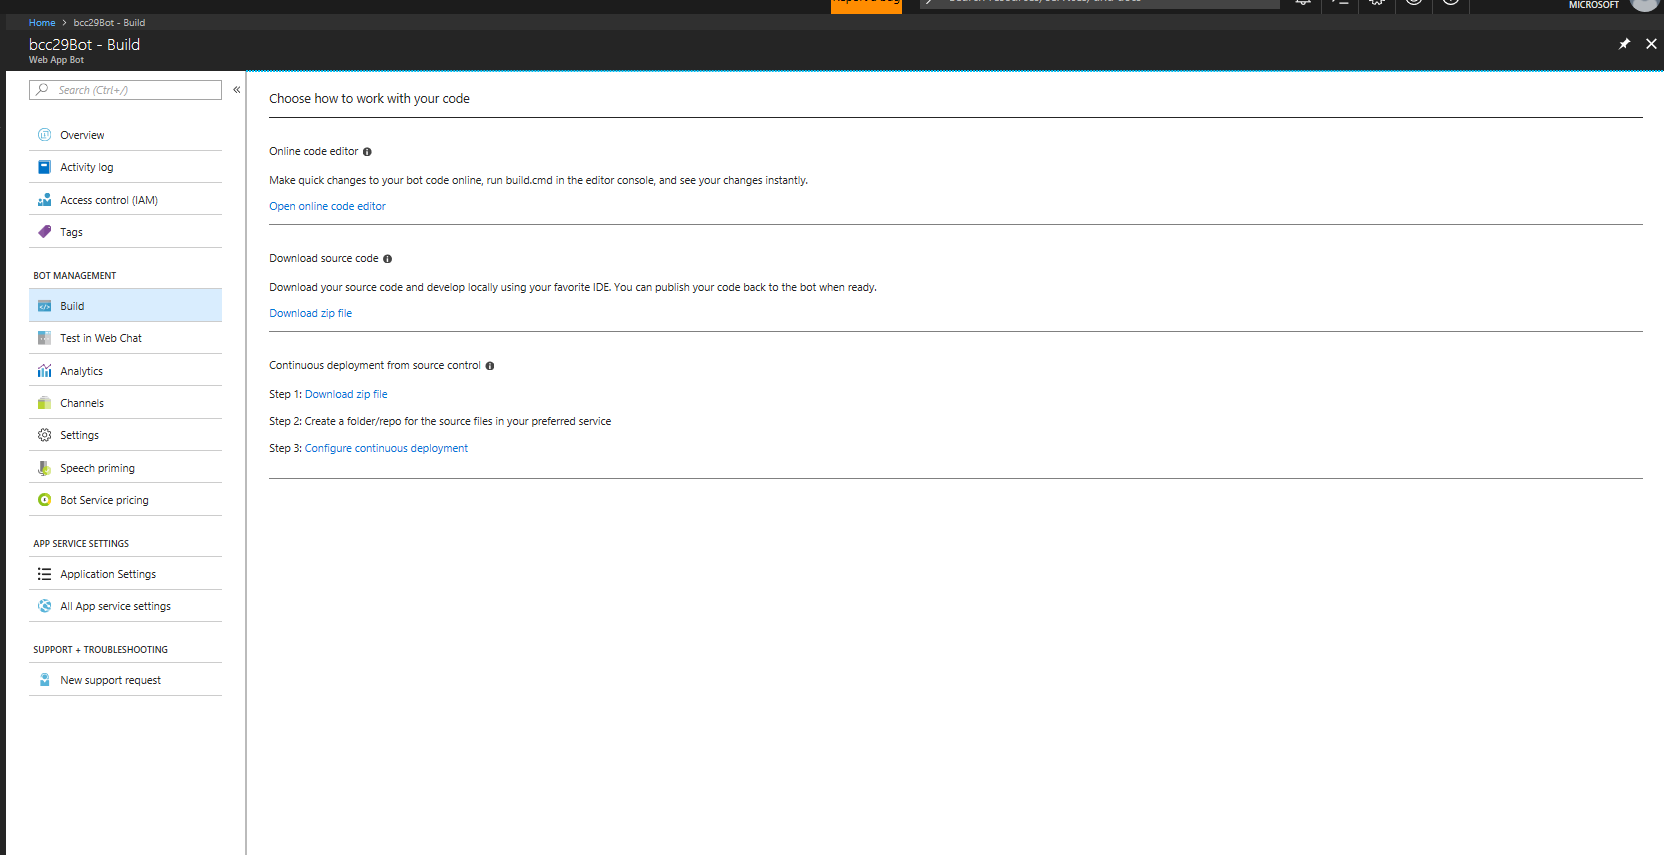 MICROSOFT
Home > bcc29Bot - Build
bcc29Bot - Build
Web App Bot
Search (Ctrl+/)
«
Overview
Activity log
Access control (IAM)
Tags
BOT MANAGEMENT
Build
Test in Web Chat
Analytics
Channels
Settings
Speech priming
Bot Service pricing
APP SERVICE SETTINGS
Application Settings
All App service settings
SUPPORT + TROUBLESHOOTING
New support request
Choose how to work with your code
Online code editor
Make quick changes to your bot code online, run build.cmd in the editor console, and see your changes instantly.
Open online code editor
Download source code
Download your source code and develop locally using your favorite IDE. You can publish your code back to the bot when ready.
Download zip file
Continuous deployment from source control
Step 1: Download zip file
Step 2: Create a folder/repo for the source files in your preferred service
Step 3: Configure continuous deployment